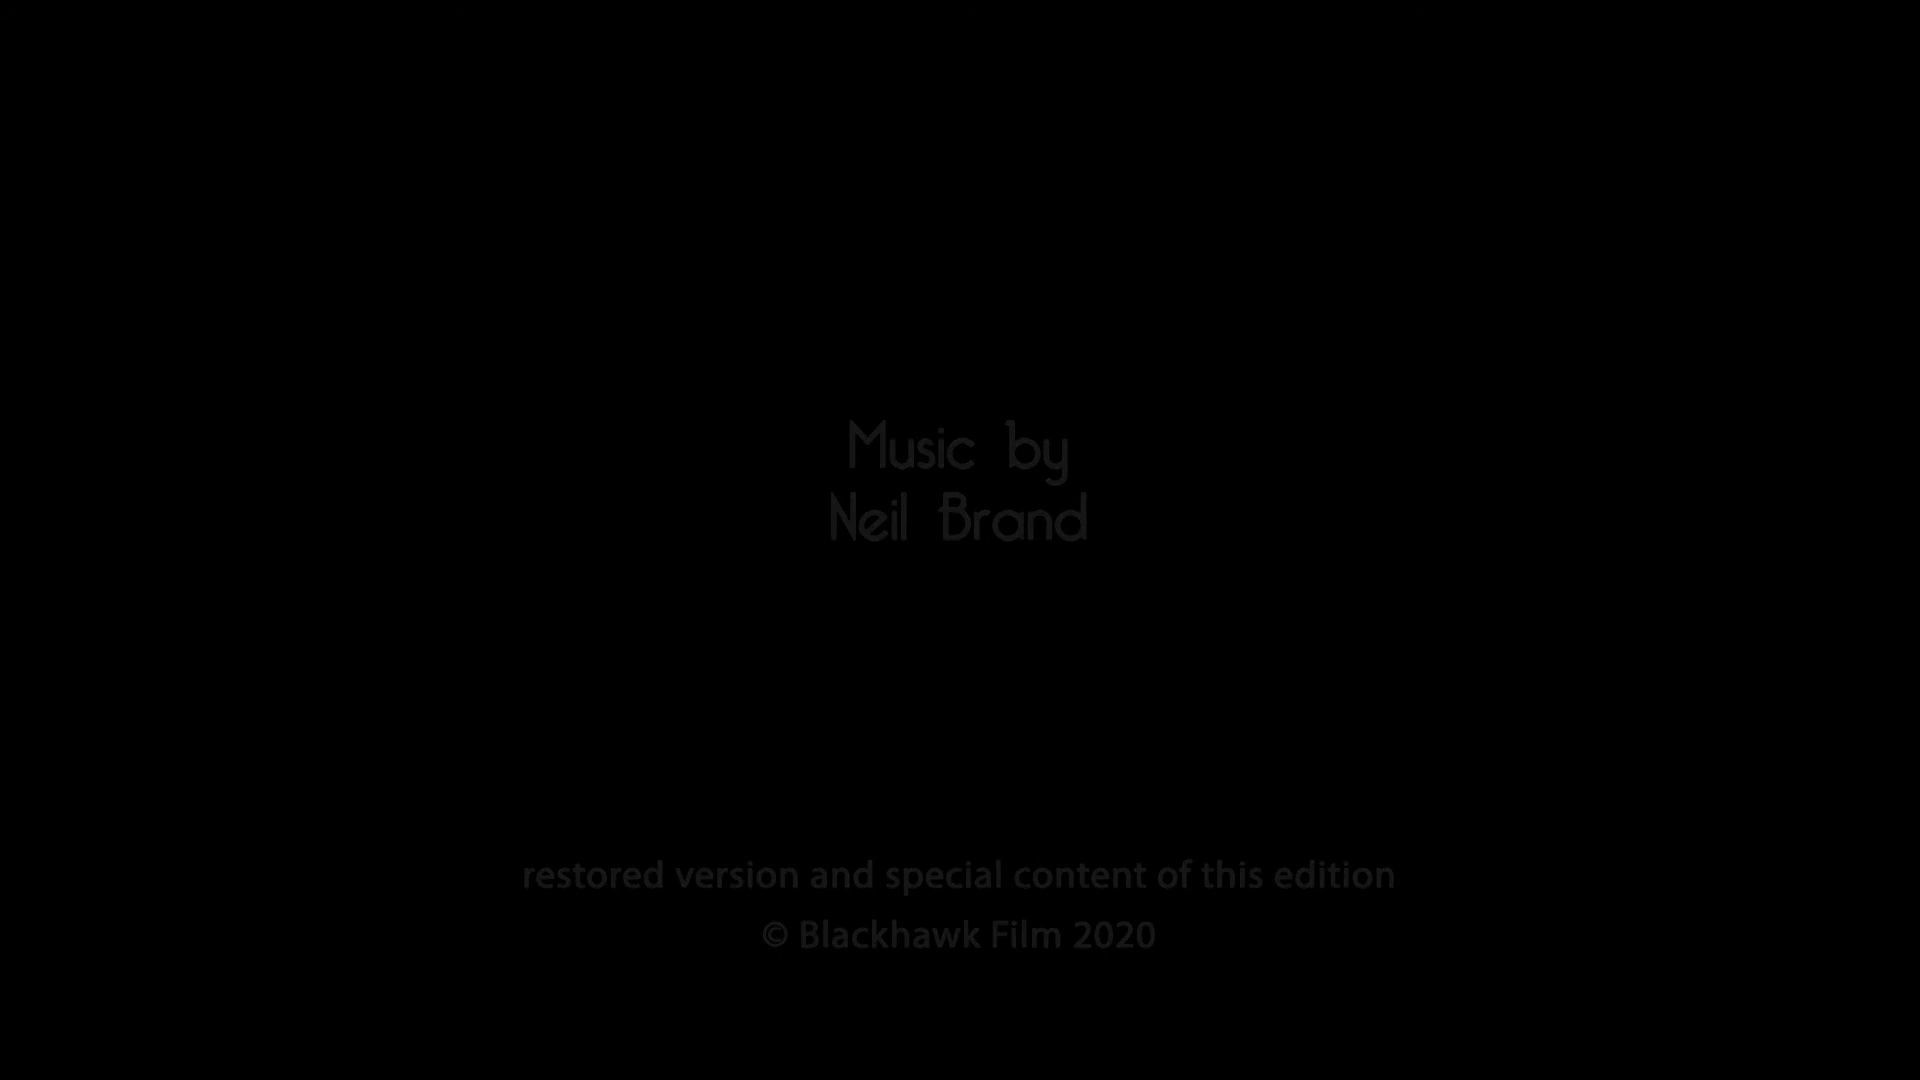 Music by
Neil Brand
restored version and special content of this edition
© Blackhawk Film 2020